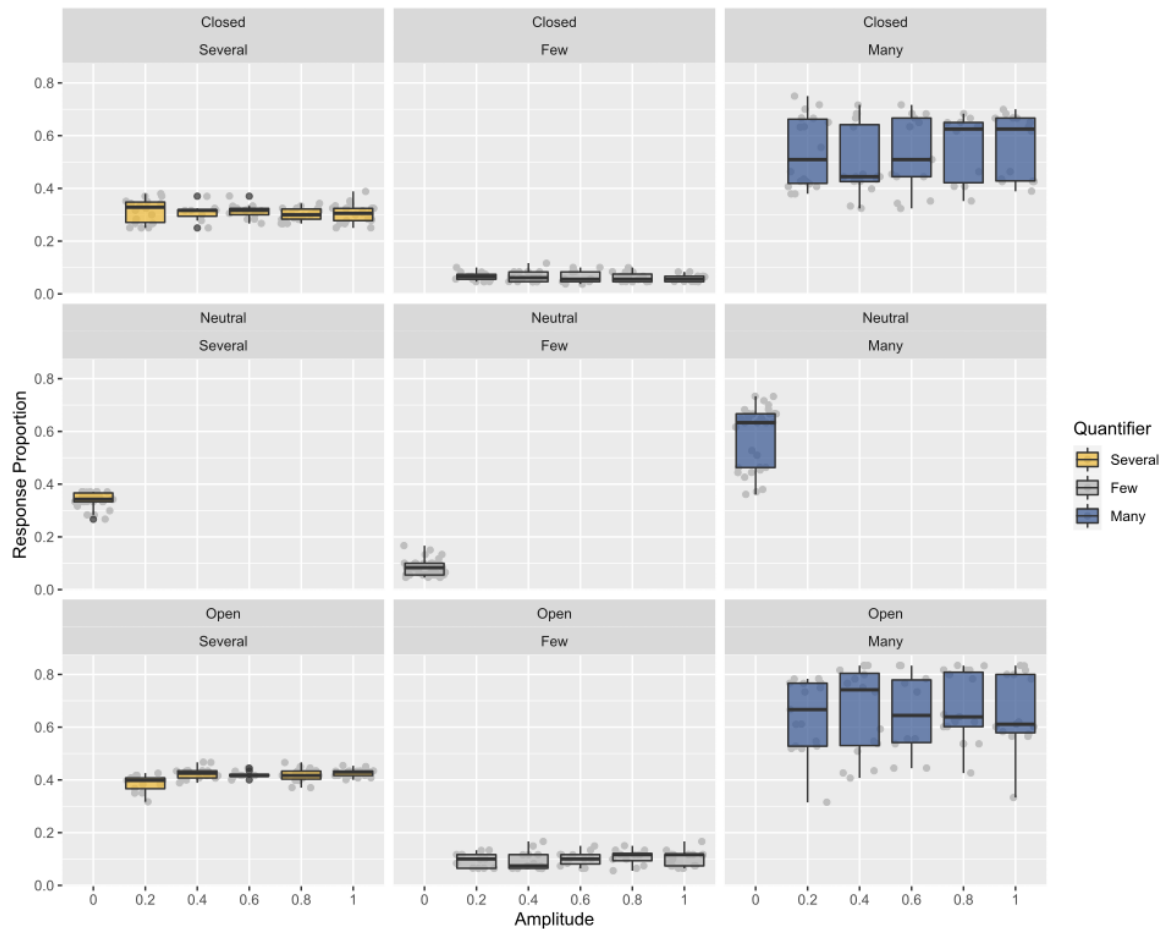 Closed Closed Closed
Several Few Many
0.8
0.6
0.4
0.2
0.0
Neutral Neutral Neutral
Several Few Many
0.8
0.6
0.4
0.2
0.0
Open Open Open
Several Few Many
0.8
0.6
0.4
0.2
0.0
0 0.2 0.4 0.6 0.8 1 0 0.2 0.4 0.6 0.8 1 0 0.2 0.4 0.6 0.8 1
Amplitude
Response Proportion
Quantifier
Several
Few
Many